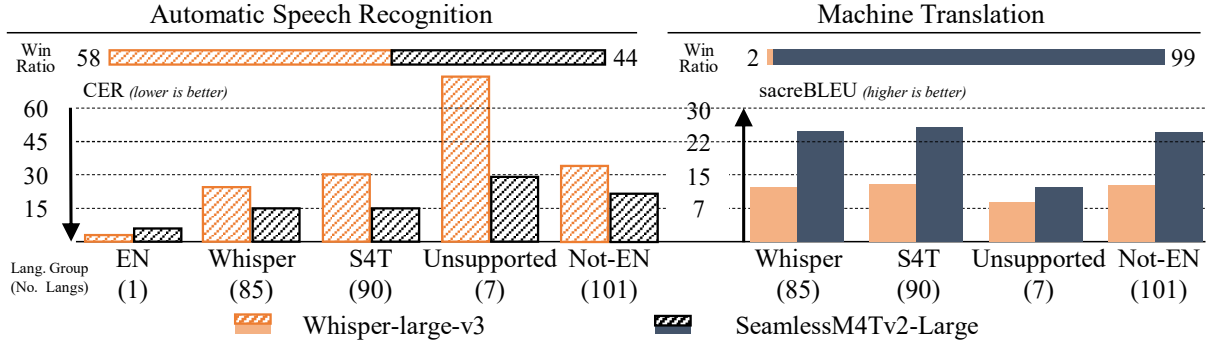 Automatic Speech Recognition
Machine Translation
Win Ratio 58 44
Win Ratio 2 99
CER (lower is better)
sacreBLEU (higher is better)
60
45
30
15
30
22
15
7
EN Whisper S4T Unsupported Not-EN
Whisper S4T Unsupported Not-EN
Lang. Group
(No. Langs)
(1) (85) (90) (7) (101)
(85) (90) (7) (101)
Whisper-large-v3
SeamlessM4Tv2-Large